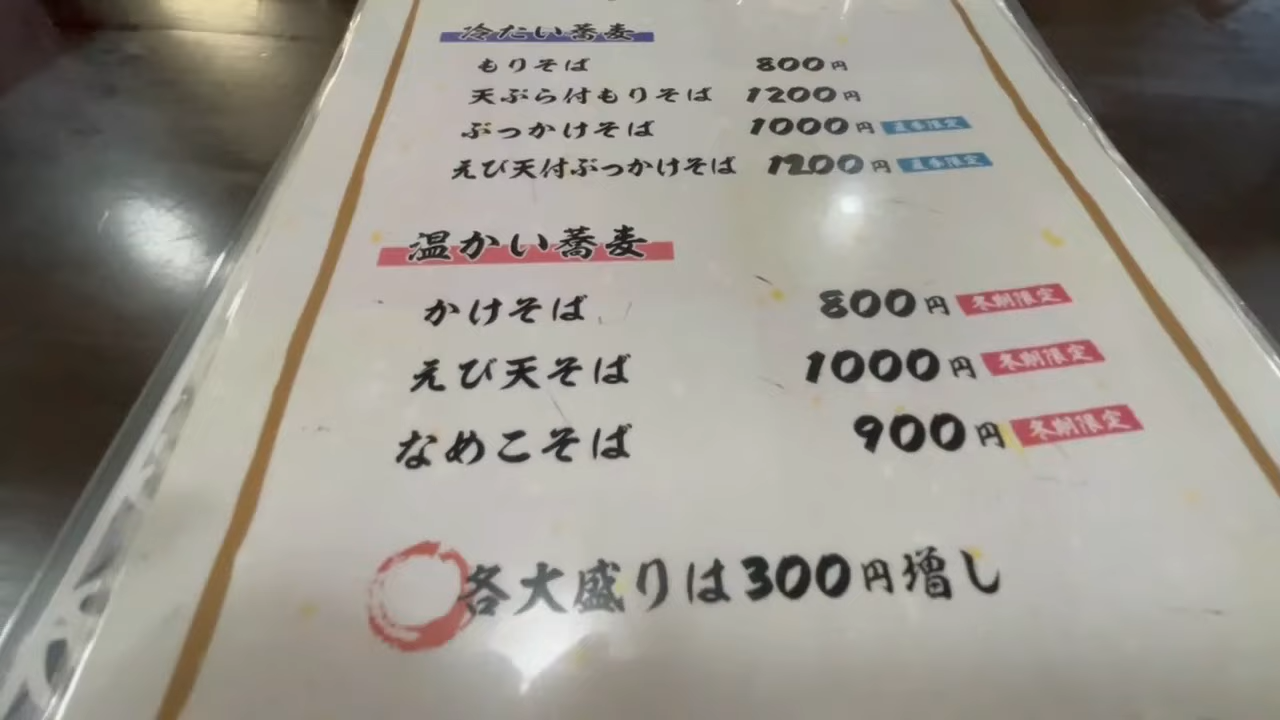 冷たい蕎麦
もりそば 800円
天ぷら付もりそば 1200円
ぶっかけそば 1000円 夏季限定
えび天付ぶっかけそば 1200円 夏季限定
温かい蕎麦
かけそば 800円 冬期限定
えび天そば 1000円 冬期限定
なめこそば 900円 冬期限定
各大盛りは300円増し